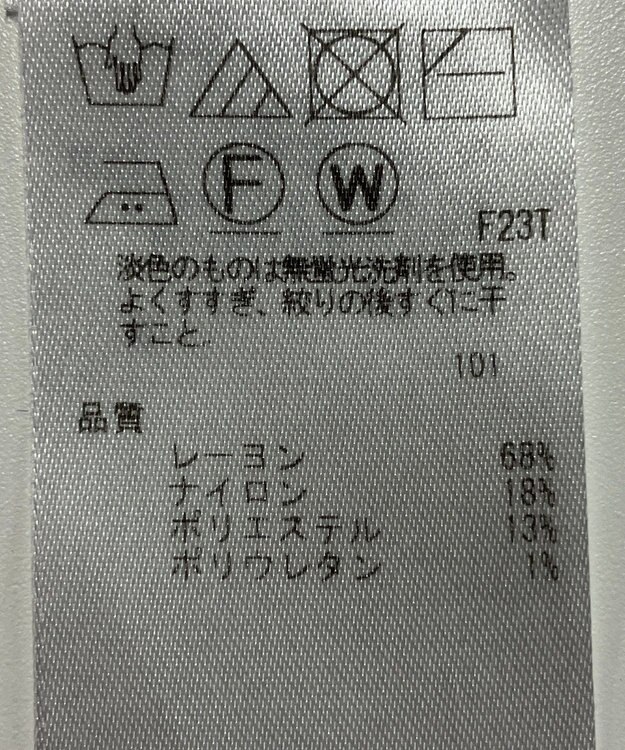 F
W
F23T
淡色のものは無蛍光洗剤を使用。
よくすすぎ、絞りの後すぐに干
すこと.
101
品質
レーヨン 68%
ナイロン 18%
ポリエステル 13%
ポリウレタン 1%